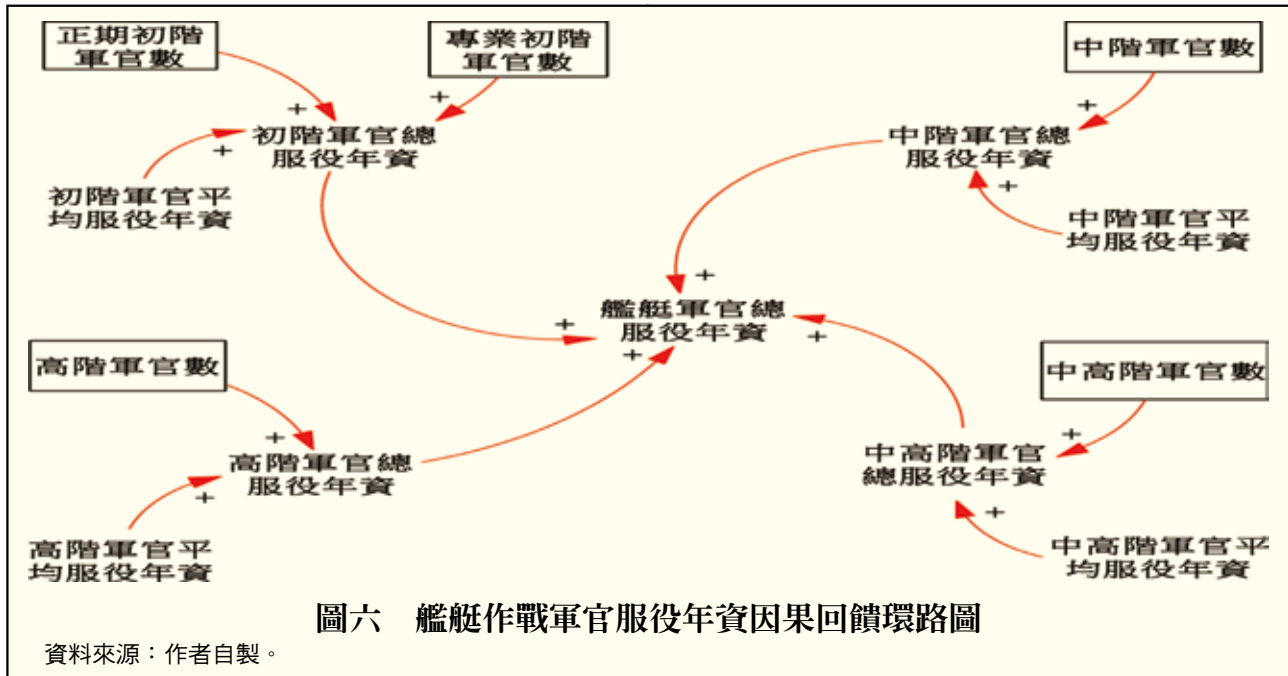 正期初階
軍官數
專業初階
軍官數
中階軍官數
+
+
+
初階軍官總
服役年資
+
中階軍官總
服役年資
+
初階軍官平
均服役年資
+
中階軍官平
均服役年資
+
艦艇軍官總
服役年資
+
+
+
高階軍官數
中高階軍官數
+
高階軍官總
服役年資
+
+
中高階軍官
總服役年資
+
高階軍官平
均服役年資
中高階軍官平
均服役年資
圖六 艦艇作戰軍官服役年資因果回饋環路圖
資料來源：作者自製。